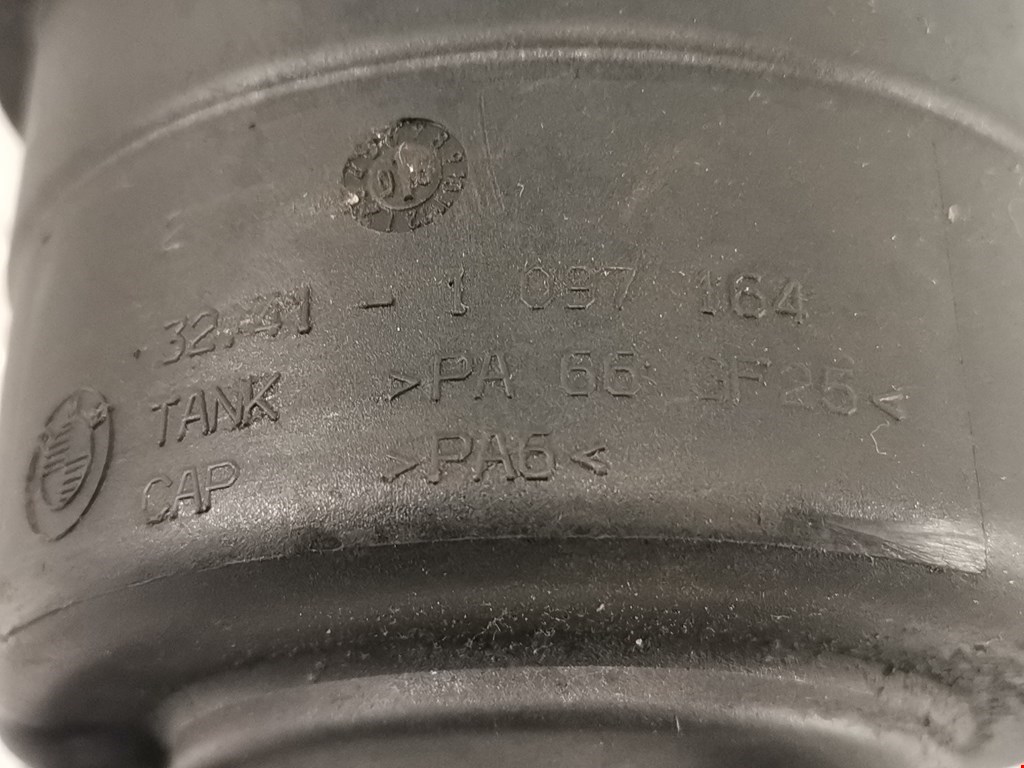 32.41 - 1 097 164
TANK >PA 66 GF25<
CAP >PA6<